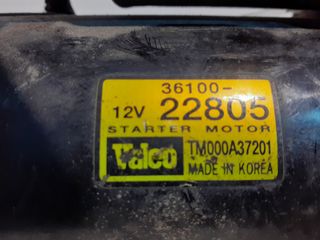 36100-
12V 22805
STARTER MOTOR
Valeo TM000A37201
MADE IN KOREA